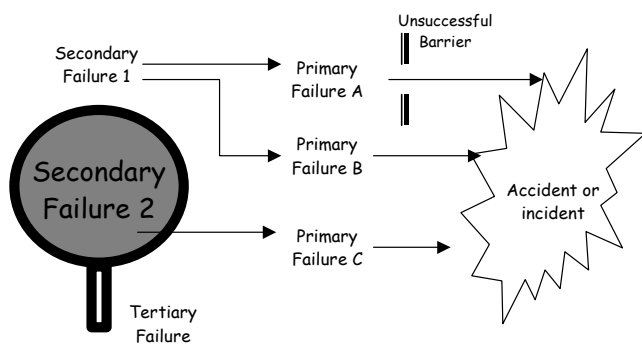 Unsuccessful
Barrier
Secondary
Failure 1
Primary
Failure A
Primary
Failure B
Secondary
Failure 2
Accident or
incident
Primary
Failure C
Tertiary
Failure